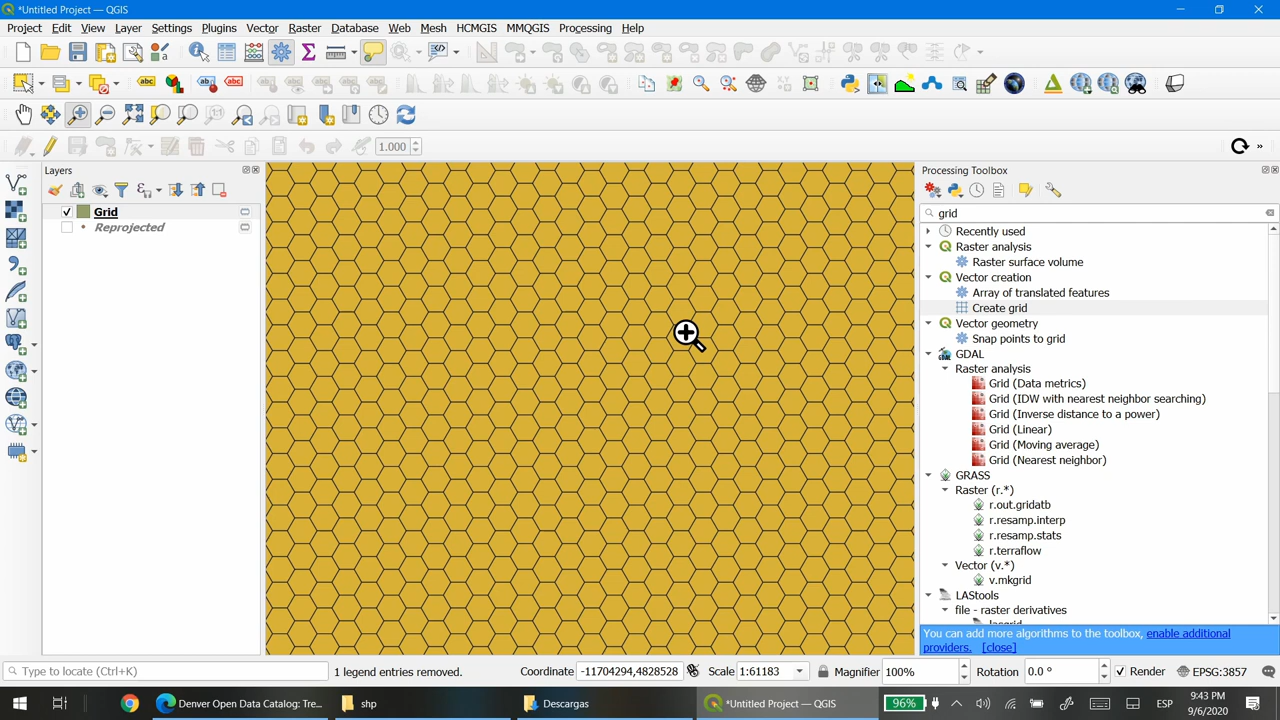 *Untitled Project — QGIS
Project Edit View Layer Settings Plugins Vector Raster Database Web Mesh HCMGIS MMQGIS Processing Help
abc abc abc
1.000 »
Layers
Processing Toolbox
grid
Grid
Reprojected
Recently used
Raster analysis
Raster surface volume
Vector creation
Array of translated features
Create grid
Vector geometry
Snap points to grid
GDAL
Raster analysis
Grid (Data metrics)
Grid (IDW with nearest neighbor searching)
Grid (Inverse distance to a power)
Grid (Linear)
Grid (Moving average)
Grid (Nearest neighbor)
GRASS
Raster (r.*)
r.out.gridatb
r.resamp.interp
r.resamp.stats
r.terraflow
Vector (v.*)
v.mkgrid
LAStools
file - raster derivatives
lasgrid
You can add more algorithms to the toolbox, enable additional
providers. [close]
Type to locate (Ctrl+K) 1 legend entries removed. Coordinate -11704294,4828528 Scale 1:61183 Magnifier 100% Rotation 0.0 ° Render EPSG:3857
Denver Open Data Catalog: Tre... shp Descargas *Untitled Project — QGIS 96% ESP 9:43 PM
9/6/2020